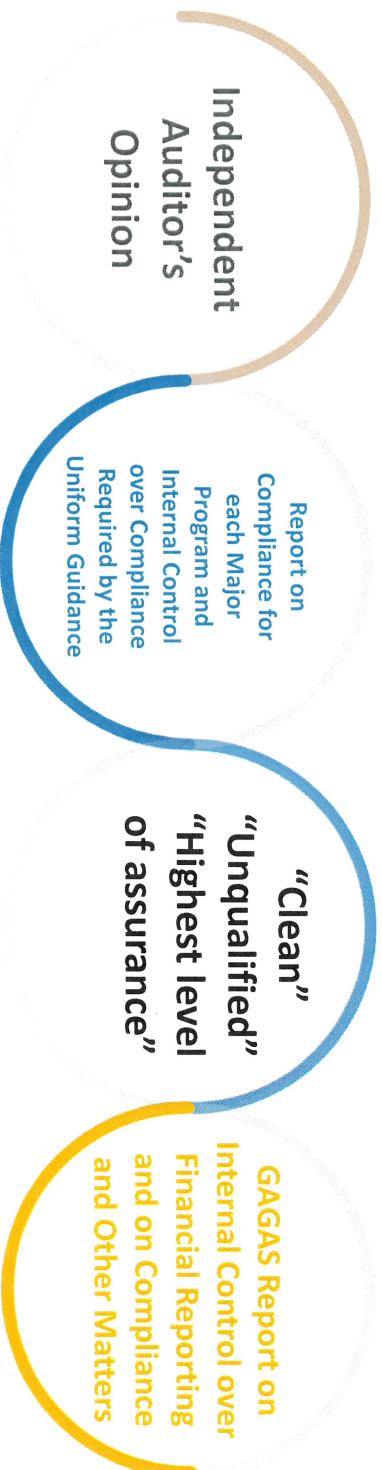 Independent
Auditor’s
Opinion
Report on
Compliance for
each Major
Program and
Internal Control
over Compliance
Required by the
Uniform Guidance
“Clean”
“Unqualified”
“Highest level
of assurance”
GAGAS Report on
Internal Control over
Financial Reporting
and on Compliance
and Other Matters